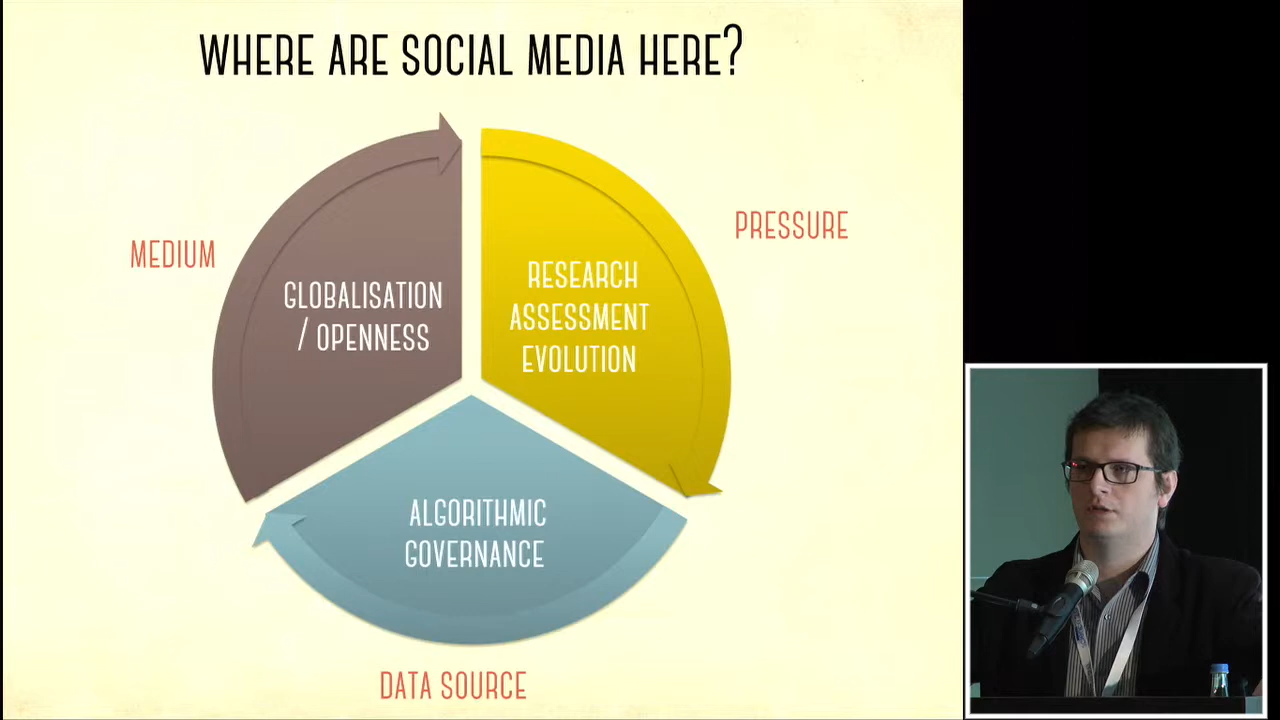 WHERE ARE SOCIAL MEDIA HERE?
MEDIUM
GLOBALISATION
/ OPENNESS
RESEARCH
ASSESSMENT
EVOLUTION
PRESSURE
ALGORITHMIC
GOVERNANCE
DATA SOURCE